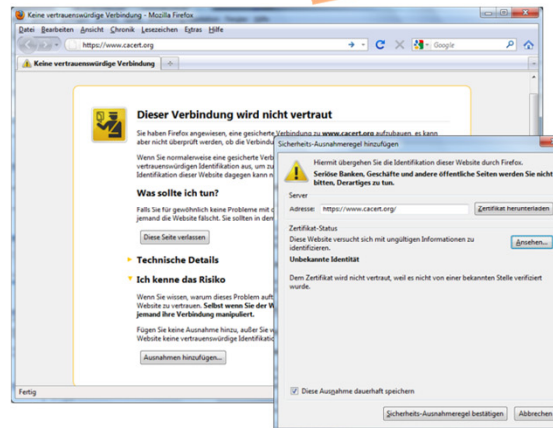 Keine vertrauenswürdige Verbindung - Mozilla Firefox
Datei Bearbeiten Ansicht Chronik Lesezeichen Extras Hilfe
https://www.cacert.org
Google
Keine vertrauenswürdige Verbindung
Dieser Verbindung wird nicht vertraut
Sie haben Firefox angewiesen, eine gesicherte Verbindung zu www.cacert.org aufzubauen, es kann
aber nicht überprüft werden, ob die Verbindung
Wenn Sie normalerweise eine gesicherte Verb
vertrauenswürdigen Identifikation aus, um zu
Identifikation dieser Website dagegen kann n
Was sollte ich tun?
Falls Sie für gewöhnlich keine Probleme mit d
jemand die Website fälscht. Sie sollten in dem
Diese Seite verlassen
Technische Details
Ich kenne das Risiko
Wenn Sie wissen, warum dieses Problem auft
Website zu vertrauen. Selbst wenn Sie der W
jemand ihre Verbindung manipuliert.
Fügen Sie keine Ausnahme hinzu, außer Sie w
Website keine vertrauenswürdige Identifikatio
Ausnahmen hinzufügen...
Fertig
Sicherheits-Ausnahmeregel hinzufügen
Hiermit übergehen Sie die Identifikation dieser Website durch Firefox.
Seriöse Banken, Geschäfte und andere öffentliche Seiten werden Sie nicht
bitten, Derartiges zu tun.
Server
Adresse: https://www.cacert.org/
Zertifikat herunterladen
Zertifikat-Status
Diese Website versucht sich mit ungültigen Informationen zu
identifizieren.
Ansehen...
Unbekannte Identität
Dem Zertifikat wird nicht vertraut, weil es nicht von einer bekannten Stelle verifiziert
wurde.
Diese Ausnahme dauerhaft speichern
Sicherheits-Ausnahmeregel bestätigen
Abbrechen